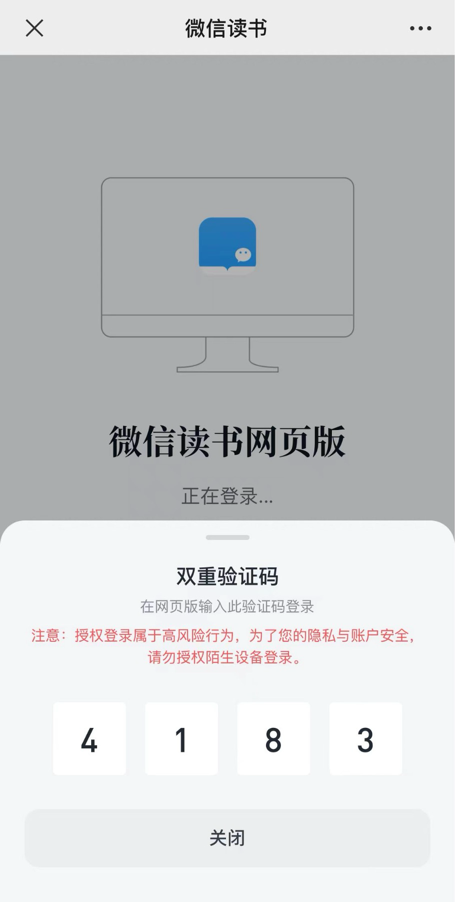 微信读书
微信读书网页版
正在登录...
双重验证码
在网页版输入此验证码登录
注意：授权登录属于高风险行为，为了您的隐私与账户安全，
请勿授权陌生设备登录。
4 1 8 3
关闭